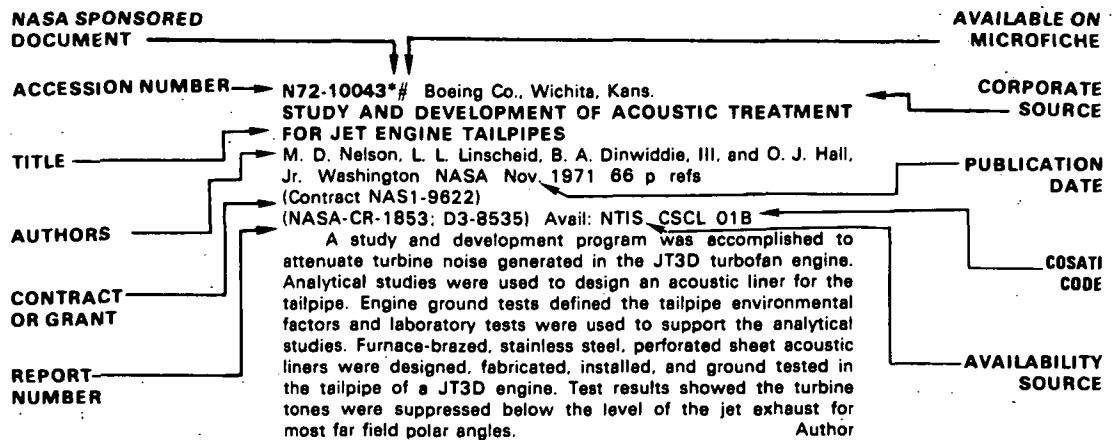 NASA SPONSORED
DOCUMENT
AVAILABLE ON
MICROFICHE
ACCESSION NUMBER
N72-10043*# Boeing Co., Wichita, Kans.
CORPORATE
SOURCE
STUDY AND DEVELOPMENT OF ACOUSTIC TREATMENT
FOR JET ENGINE TAILPIPES
TITLE
M. D. Nelson, L. L. Linscheid, B. A. Dinwiddie, III, and O. J. Hall,
Jr. Washington NASA Nov. 1971 66 p refs
PUBLICATION
DATE
(Contract NAS1-9622)
(NASA-CR-1853; D3-8535) Avail: NTIS CSCL 01B
AUTHORS
COSATI
CODE
A study and development program was accomplished to
attenuate turbine noise generated in the JT3D turbofan engine.
Analytical studies were used to design an acoustic liner for the
tailpipe. Engine ground tests defined the tailpipe environmental
factors and laboratory tests were used to support the analytical
studies. Furnace-brazed, stainless steel, perforated sheet acoustic
liners were designed, fabricated, installed, and ground tested in
the tailpipe of a JT3D engine. Test results showed the turbine
tones were suppressed below the level of the jet exhaust for
most far field polar angles. Author
CONTRACT
OR GRANT
REPORT
NUMBER
AVAILABILITY
SOURCE